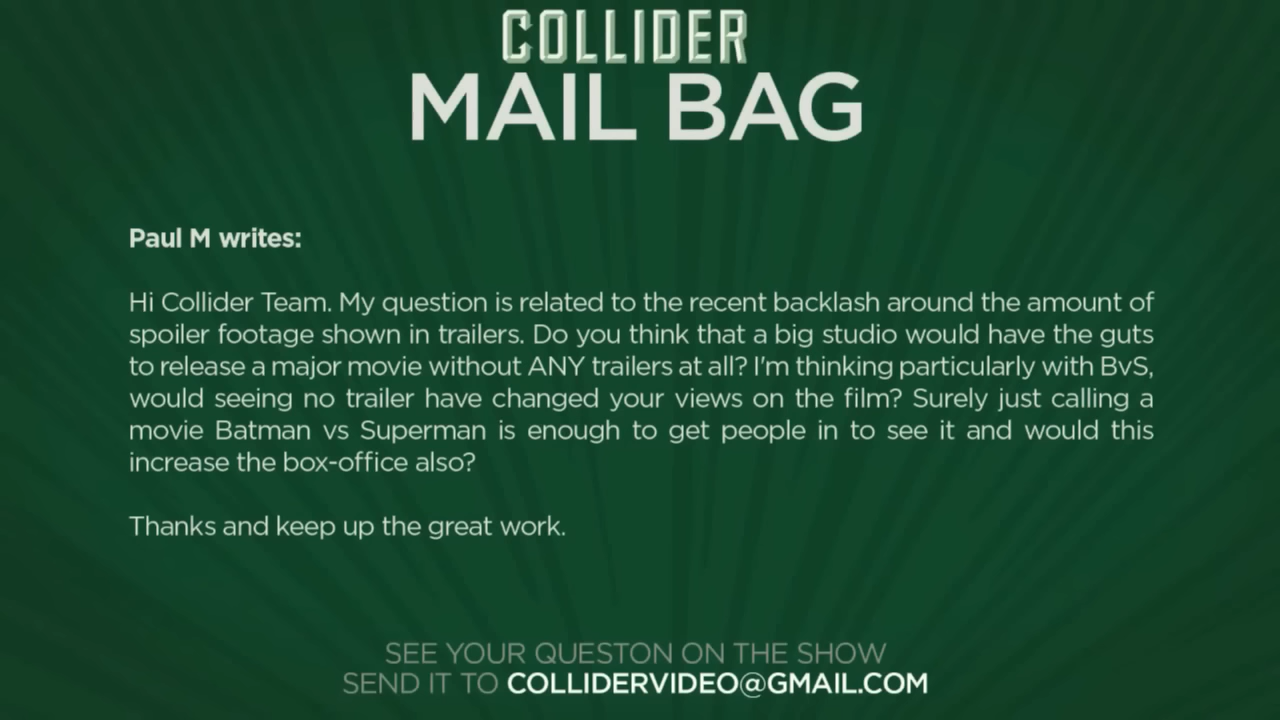 COLLIDER
MAIL BAG
Paul M writes:
Hi Collider Team. My question is related to the recent backlash around the amount of
spoiler footage shown in trailers. Do you think that a big studio would have the guts
to release a major movie without ANY trailers at all? I'm thinking particularly with BvS,
would seeing no trailer have changed your views on the film? Surely just calling a
movie Batman vs Superman is enough to get people in to see it and would this
increase the box-office also?
Thanks and keep up the great work.
SEE YOUR QUESTON ON THE SHOW
SEND IT TO COLLIDERVIDEO@GMAIL.COM